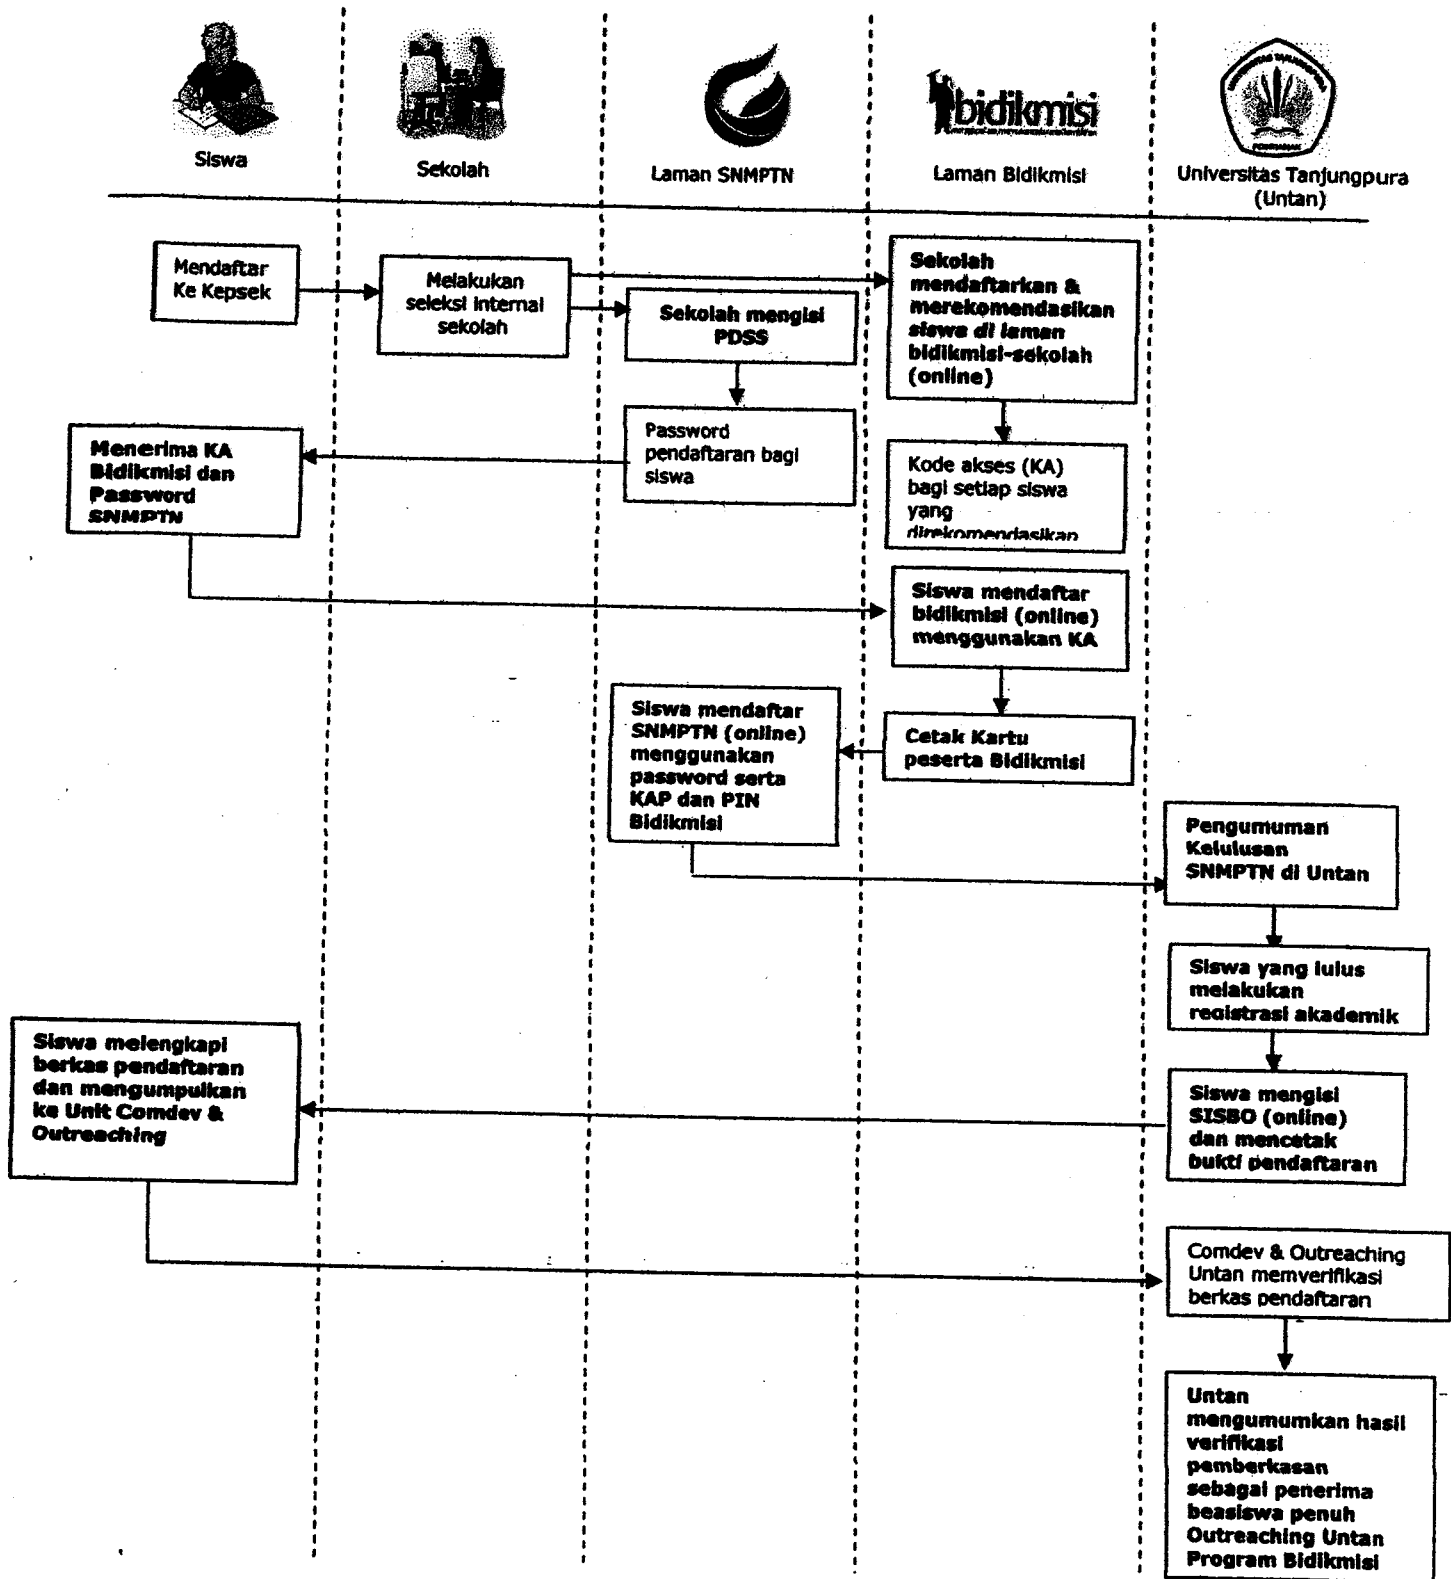 bidikmisi
UNIVERSITAS TANJUNGPURA
PONTIANAK
Siswa
Sekolah
Laman SNMPTN
Laman Bidikmisi
Universitas Tanjungpura
(Untan)
Mendaftar
Ke Kepsek
Melakukan
seleksi internal
sekolah
Sekolah mengisi
PDSS
Sekolah
mendaftarkan &
merekomendasikan
siswa di laman
bidikmisi-sekolah
(online)
Password
pendaftaran bagi
siswa
Kode akses (KA)
bagi setiap siswa
yang
direkomendasikan
Menerima KA
Bidikmisi dan
Password
SNMPTN
Siswa mendaftar
bidikmisi (online)
menggunakan KA
Cetak Kartu
peserta Bidikmisi
Siswa mendaftar
SNMPTN (online)
menggunakan
password serta
KAP dan PIN
Bidikmisi
Pengumuman
Kelulusan
SNMPTN di Untan
Siswa yang lulus
melakukan
registrasi akademik
Siswa mengisi
SISBO (online)
dan mencetak
bukti pendaftaran
Siswa melengkapi
berkas pendaftaran
dan mengumpulkan
ke Unit Comdev &
Outreaching
Comdev & Outreaching
Untan memverifikasi
berkas pendaftaran
Untan
mengumumkan hasil
verifikasi
pemberkasan
sebagai penerima
beasiswa penuh
Outreaching Untan
Program Bidikmisi